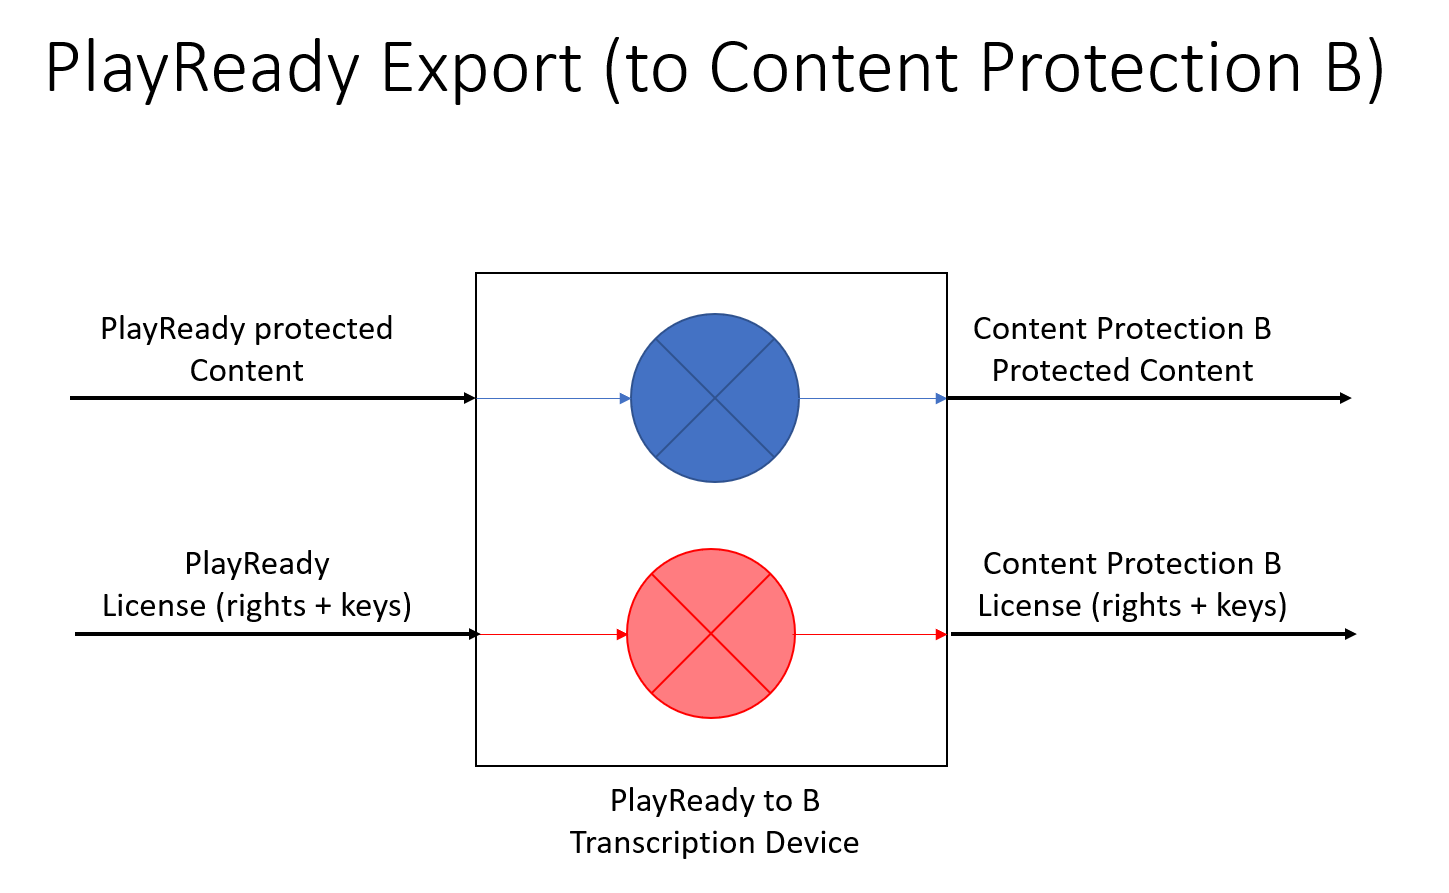 PlayReady Export (to Content Protection B)
PlayReady protected
Content
Content Protection B
Protected Content
PlayReady
License (rights + keys)
Content Protection B
License (rights + keys)
PlayReady to B
Transcription Device